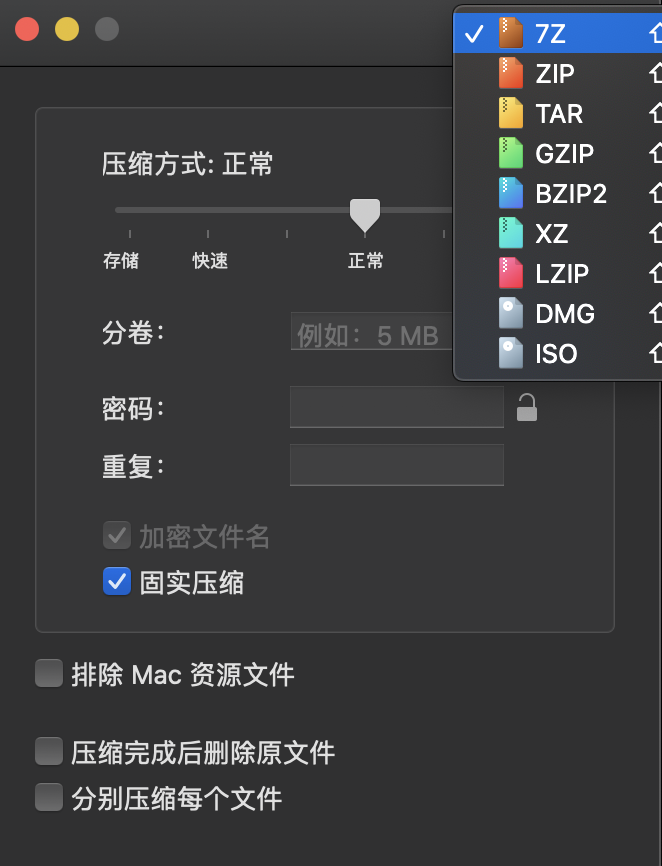 7Z
ZIP
TAR
GZIP
BZIP2
XZ
LZIP
DMG
ISO
压缩方式: 正常
存储 快速 正常
分卷： 例如：5 MB
密码：
重复：
加密文件名
固实压缩
排除 Mac 资源文件
压缩完成后删除原文件
分别压缩每个文件